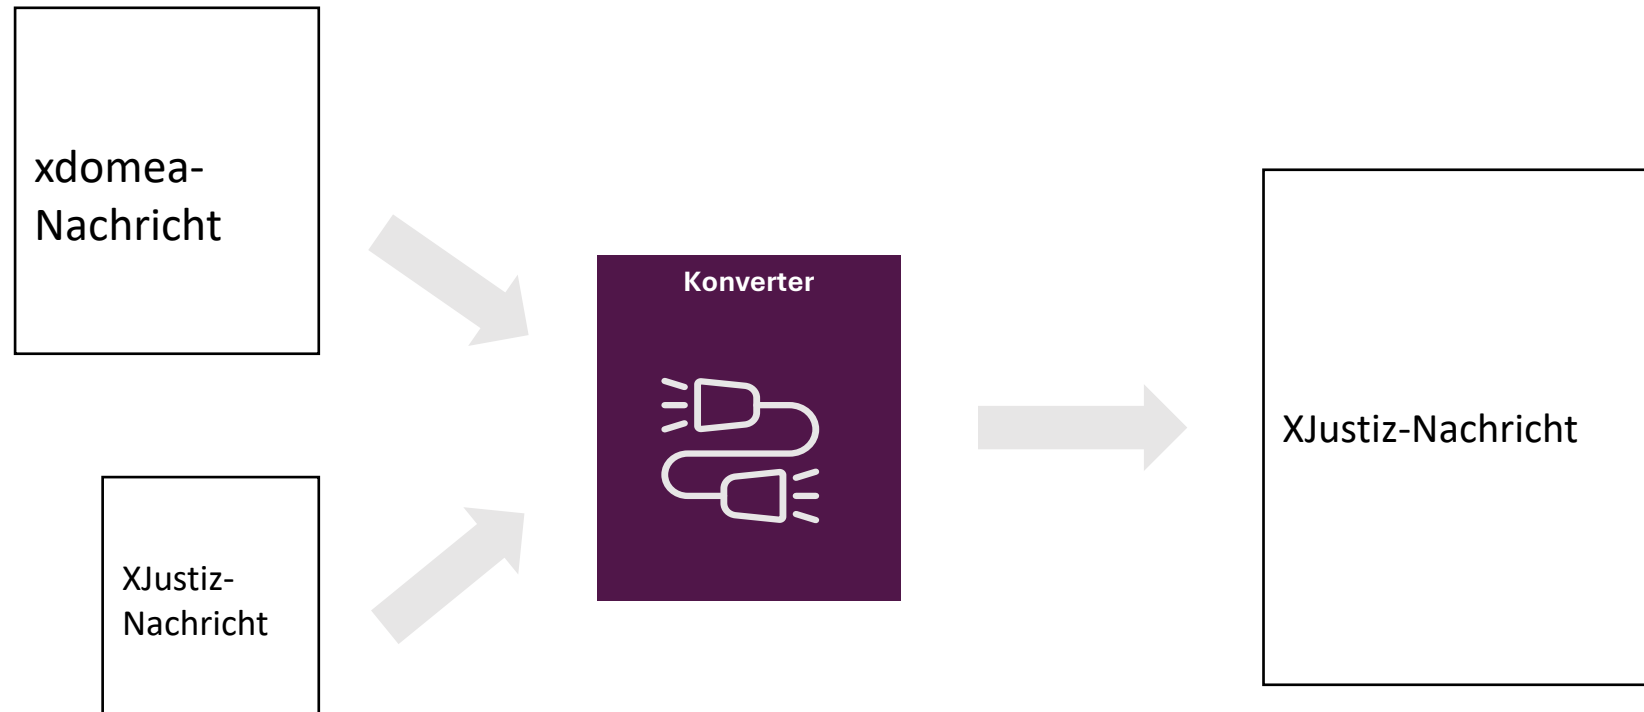 xdomea-
Nachricht
Konverter
XJustiz-
Nachricht
XJustiz-Nachricht